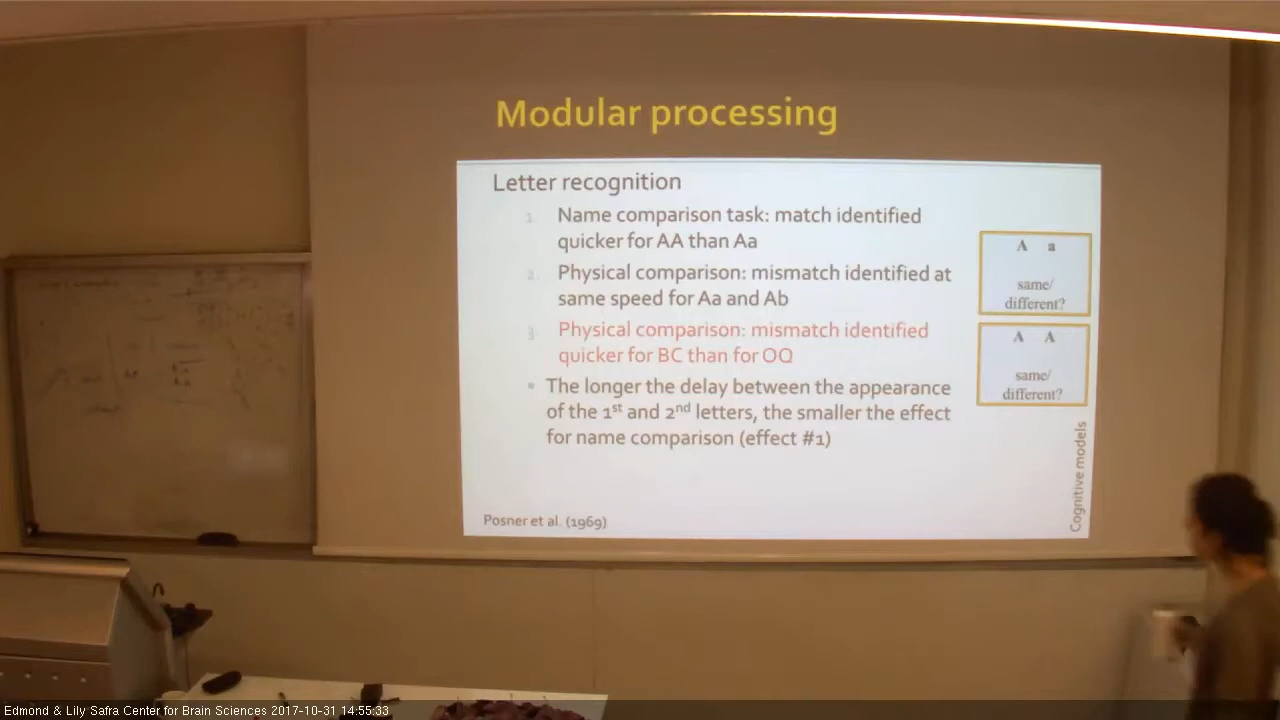 Modular processing
Letter recognition
1. Name comparison task: match identified
quicker for AA than Aa
2. Physical comparison: mismatch identified at
same speed for Aa and Ab
3. Physical comparison: mismatch identified
quicker for BC than for OQ
▪ The longer the delay between the appearance
of the 1st and 2nd letters, the smaller the effect
for name comparison (effect #1)
A a
same/
different?
A A
same/
different?
Cognitive models
Posner et al. (1969)
Edmond & Lily Safra Center for Brain Sciences 2017-10-31 14:55:33